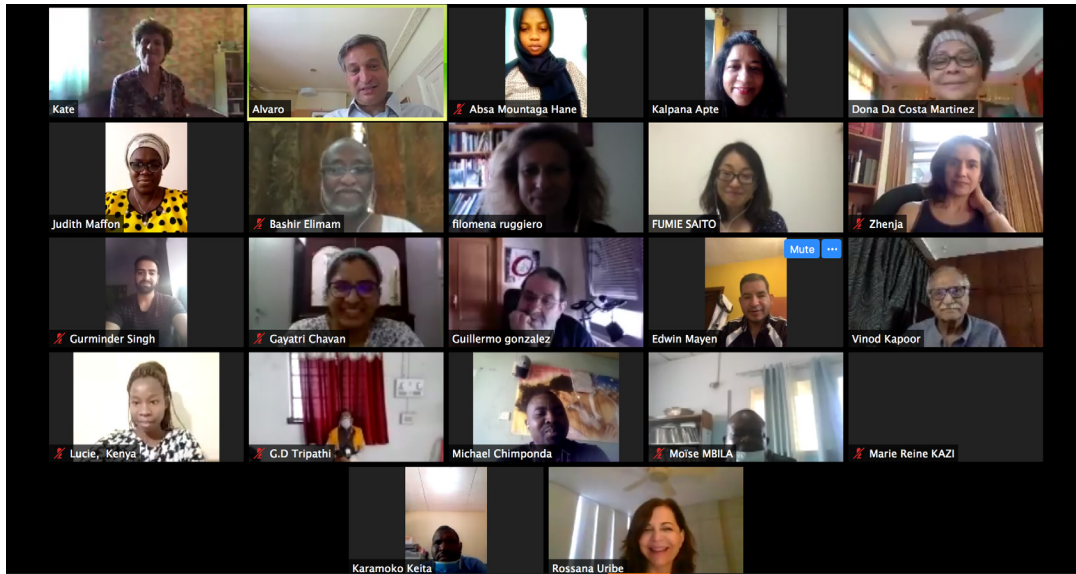 Kate
Alvaro
Absa Mountaga Hane
Kalpana Apte
Dona Da Costa Martinez
Judith Maffon
Bashir Elimam
filomena ruggiero
FUMIE SAITO
Zhenja
Mute ...
Gurminder Singh
Gayatri Chavan
Guillermo gonzalez
Edwin Mayen
Vinod Kapoor
Lucie, Kenya
G.D Tripathi
Michael Chimponda
Moïse MBILA
Marie Reine KAZI
Karamoko Keita
Rossana Uribe